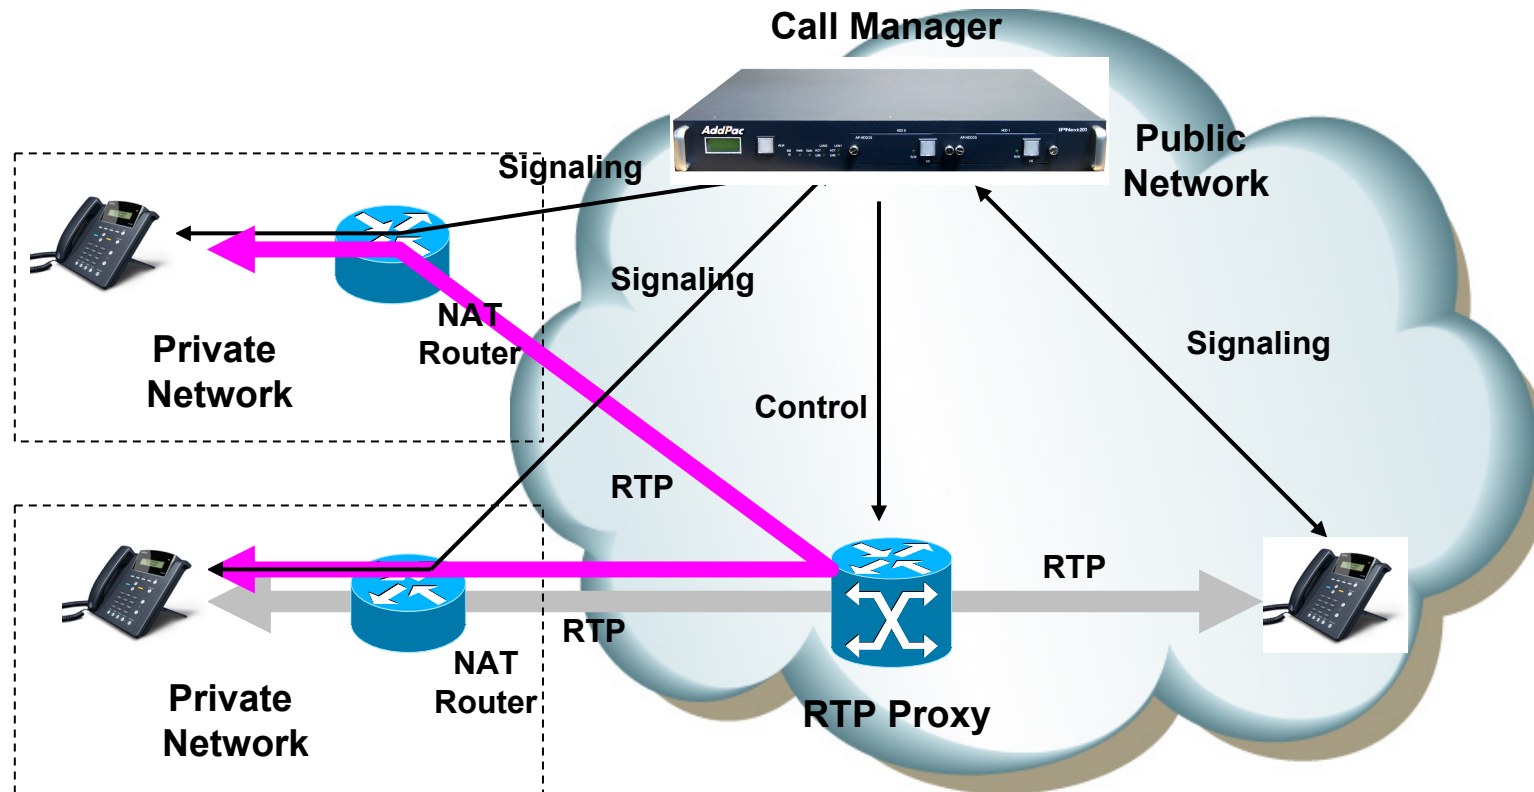 Call Manager
AddPac
IPNext200
Public
Network
Signaling
Signaling
Signaling
NAT
Router
Private
Network
Control
RTP
RTP
RTP
NAT
Router
Private
Network
RTP Proxy